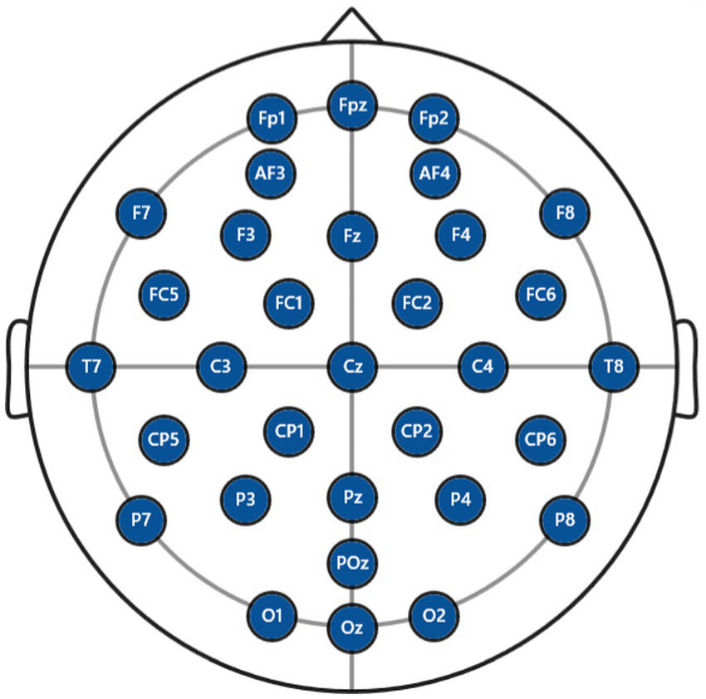 Fp1 Fpz Fp2
AF3 AF4
F7 F8
F3 Fz F4
FC5 FC6
FC1 FC2
T7 C3 Cz C4 T8
CP5 CP1 CP2 CP6
P3 Pz P4
P7 P8
POz
O1 Oz O2